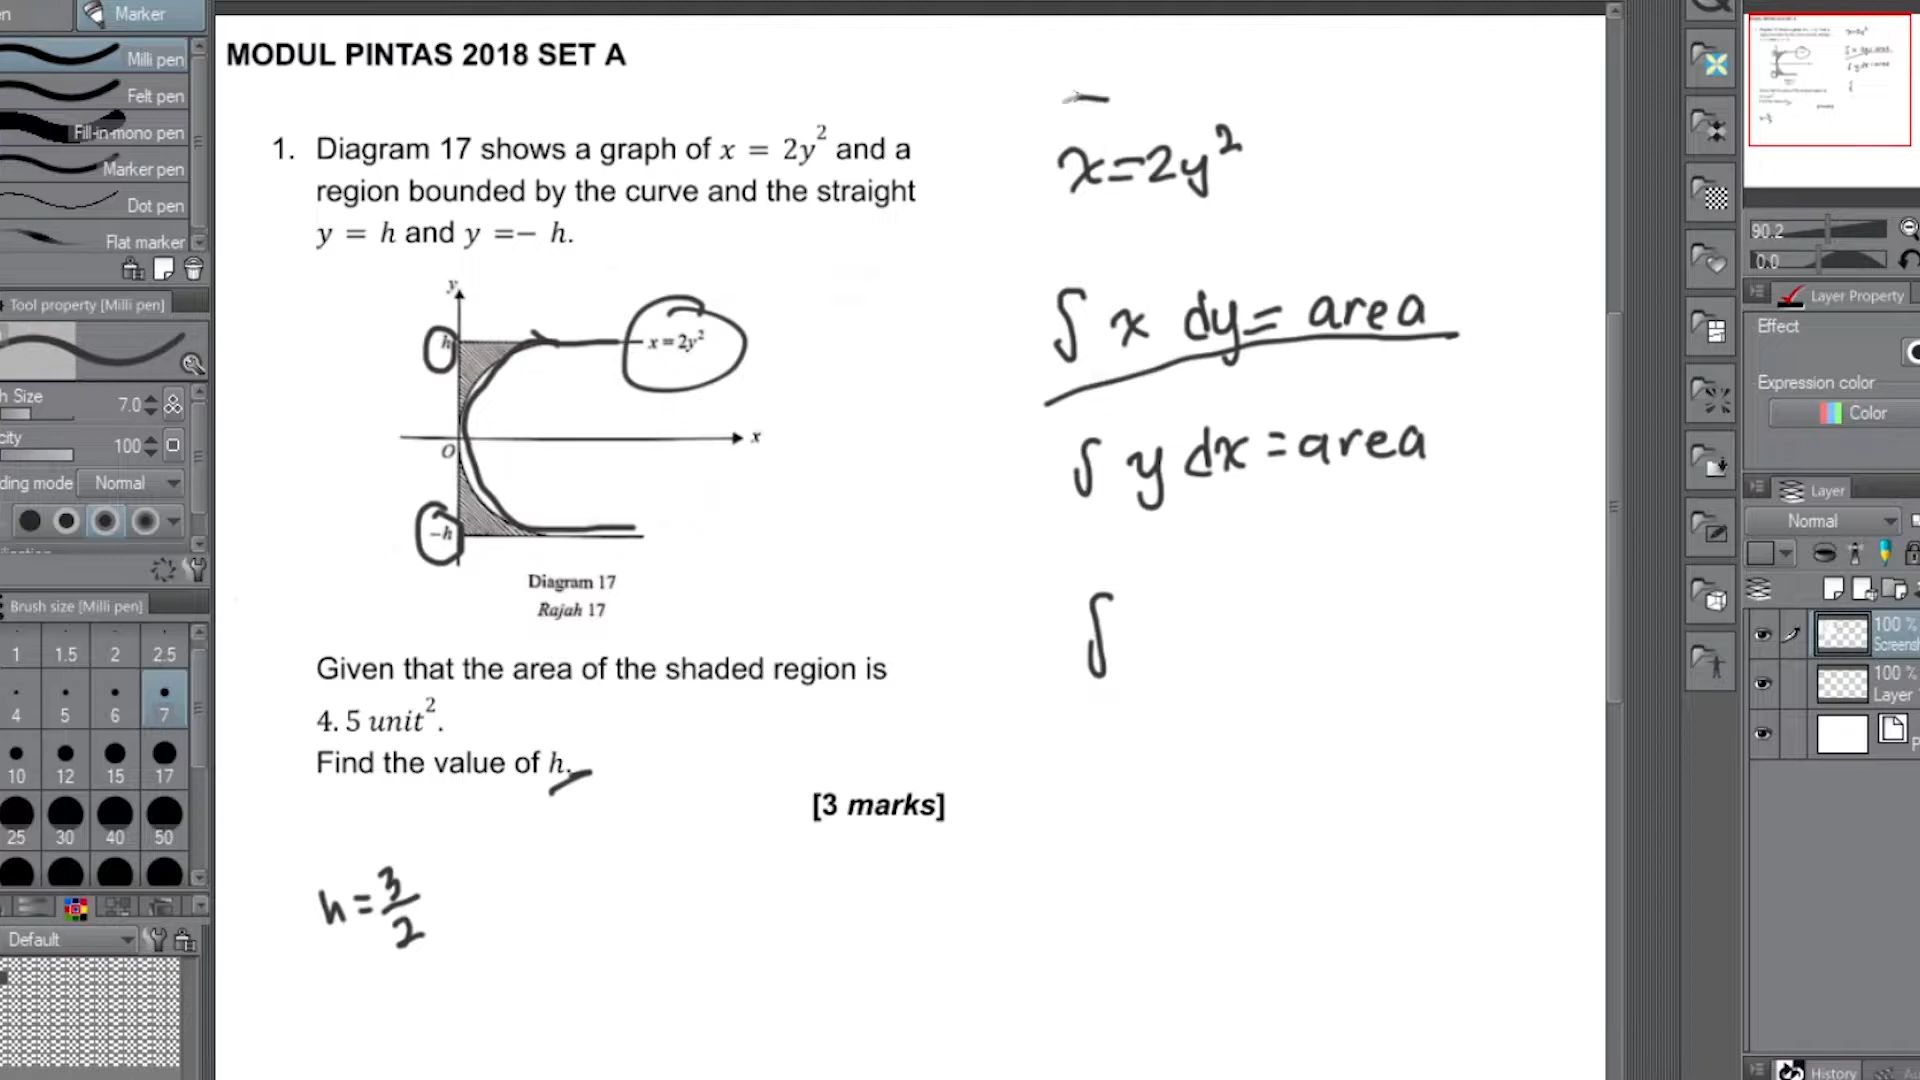 Marker
Milli pen
Felt pen
Fill-in-mono pen
Marker pen
Dot pen
Flat marker
Tool property [Milli pen]
Size
7.0
100
Normal
Brush size [Milli pen]
1 1.5 2 2.5
4 5 6 7
10 12 15 17
25 30 40 50
Default
MODUL PINTAS 2018 SET A
1. Diagram 17 shows a graph of x = 2y² and a
region bounded by the curve and the straight
y = h and y =− h.
y
h
x = 2y²
x
O
-h
Diagram 17
Rajah 17
Given that the area of the shaded region is
4.5 unit².
Find the value of h.
[3 marks]
h = 3/2
x = 2y²
∫ x dy = area
∫ y dx = area
∫
90.2
0.0
Layer Property
Effect
Expression color
Color
Layer
Normal
100 %
Screens
100 %
Layer
History